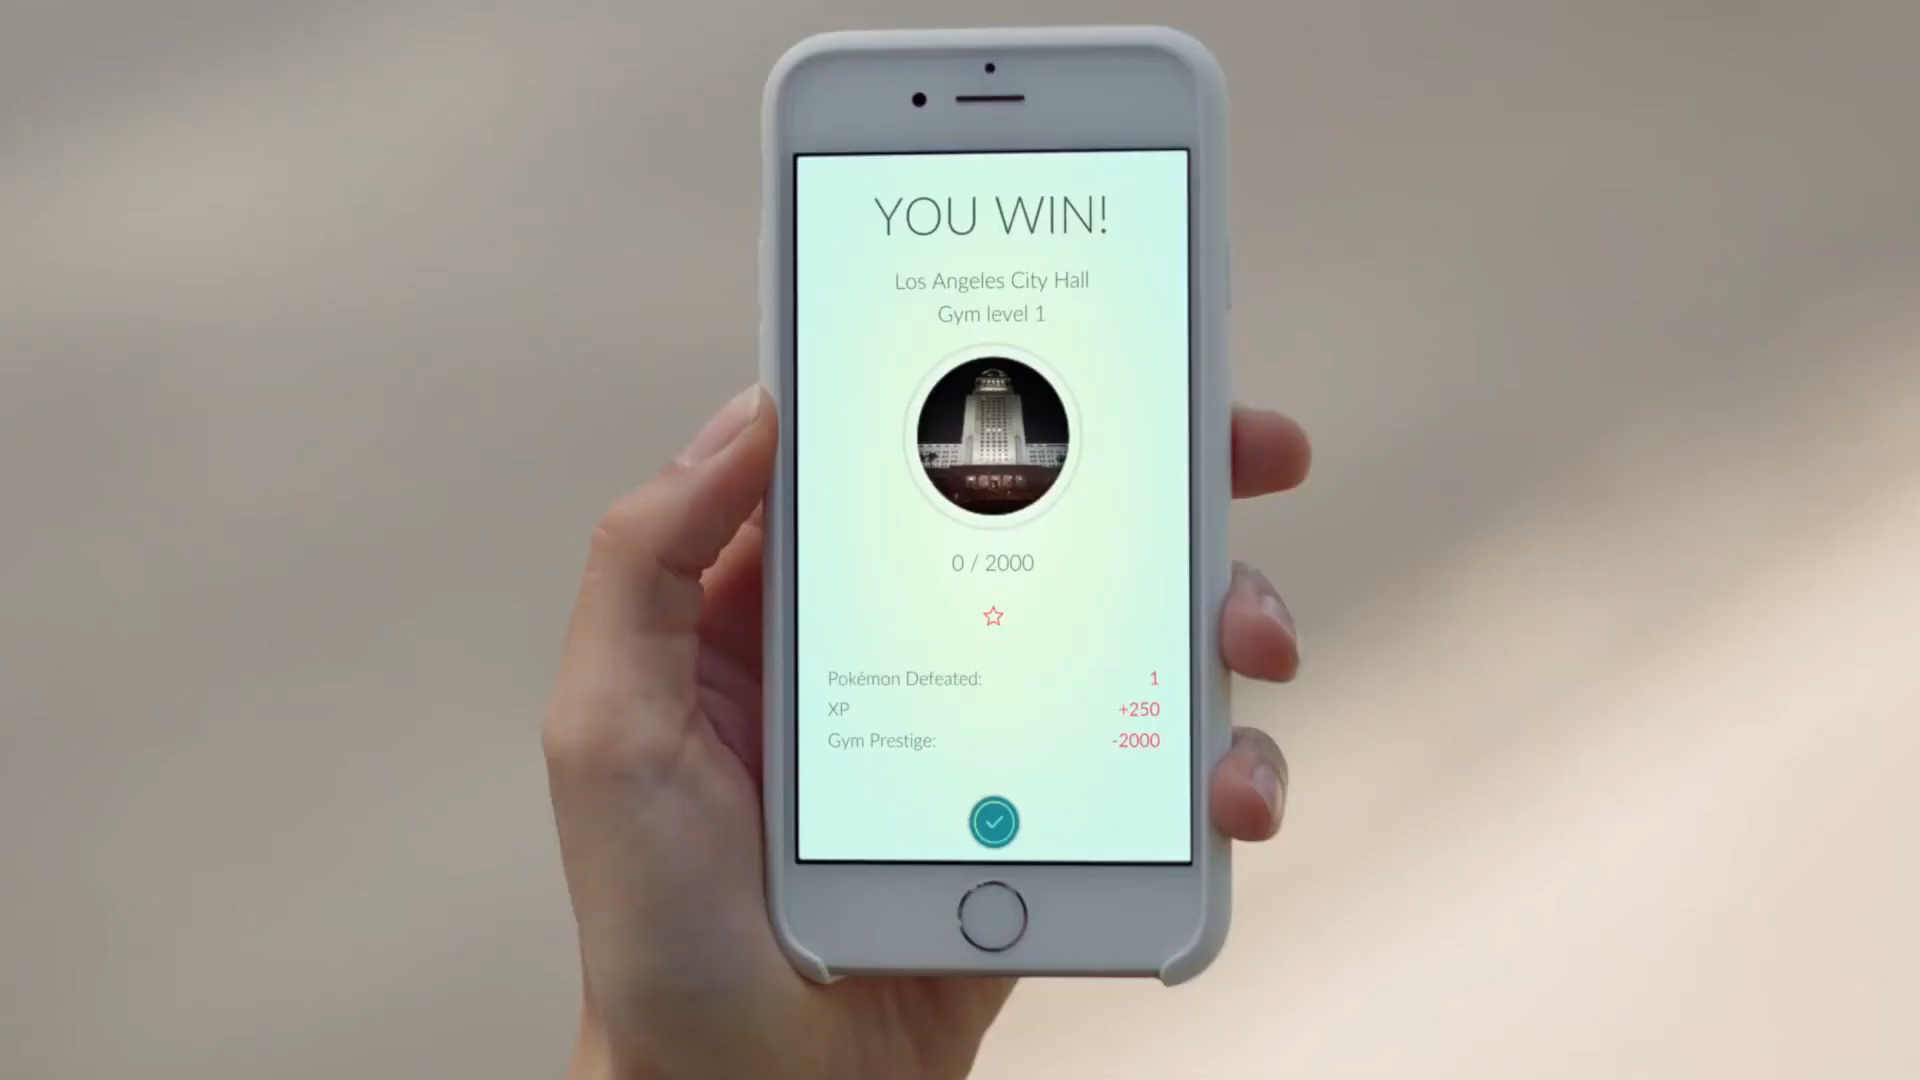 YOU WIN!
Los Angeles City Hall
Gym level 1
0 / 2000
Pokémon Defeated: 1
XP +250
Gym Prestige: -2000